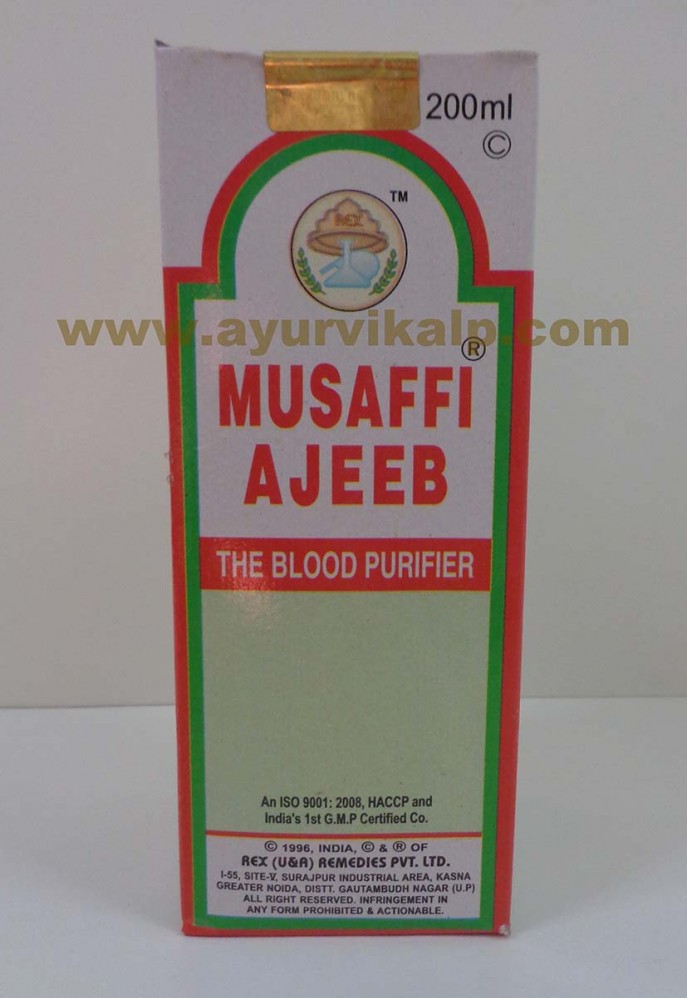 200ml
©
TM
REX
www.ayurvikalp.com
®
MUSAFFI
AJEEB
THE BLOOD PURIFIER
An ISO 9001: 2008, HACCP and
India's 1st G.M.P Certified Co.
© 1996, INDIA, © & ® OF
REX (U&A) REMEDIES PVT. LTD.
I-55, SITE-V, SURAJPUR INDUSTRIAL AREA, KASNA
GREATER NOIDA, DISTT. GAUTAMBUDH NAGAR (U.P)
ALL RIGHT RESERVED. INFRINGEMENT IN
ANY FORM PROHIBITED & ACTIONABLE.